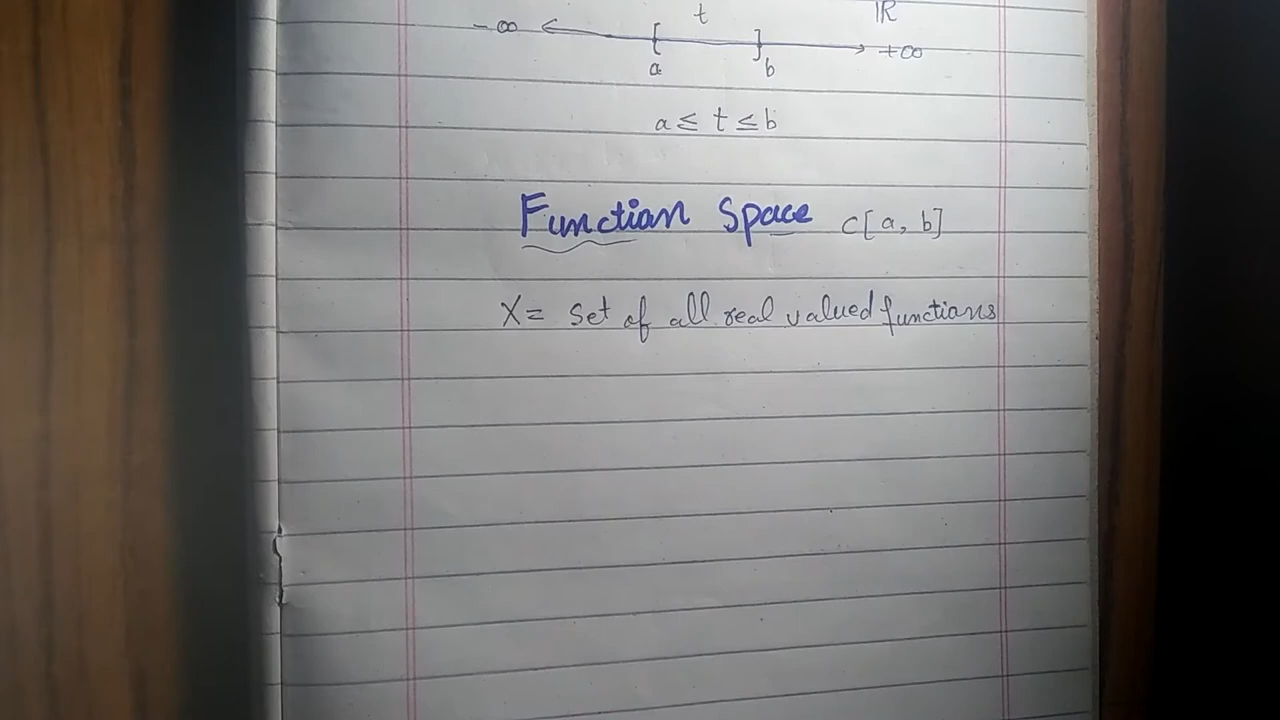 t ℝ
-∞ [ ] +∞
a b
a ≤ t ≤ b
Function Space C[a, b]
X = set of all real valued functions